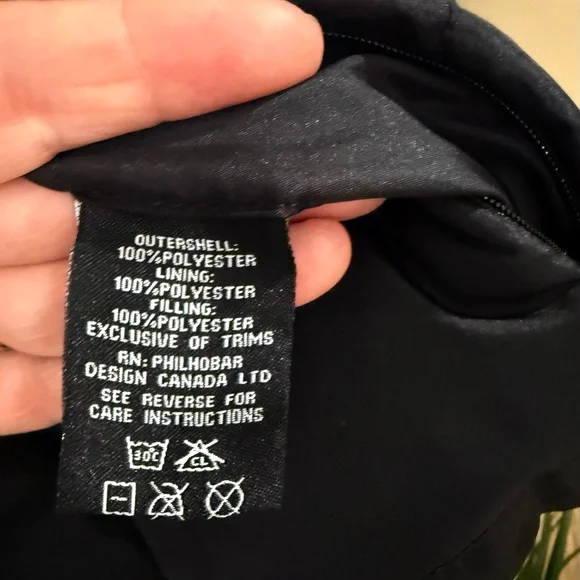 OUTERSHELL:
100%POLYESTER
LINING:
100%POLYESTER
FILLING:
100%POLYESTER
EXCLUSIVE OF TRIMS
RN: PHILHOBAR
DESIGN CANADA LTD
SEE REVERSE FOR
CARE INSTRUCTIONS
30C CL